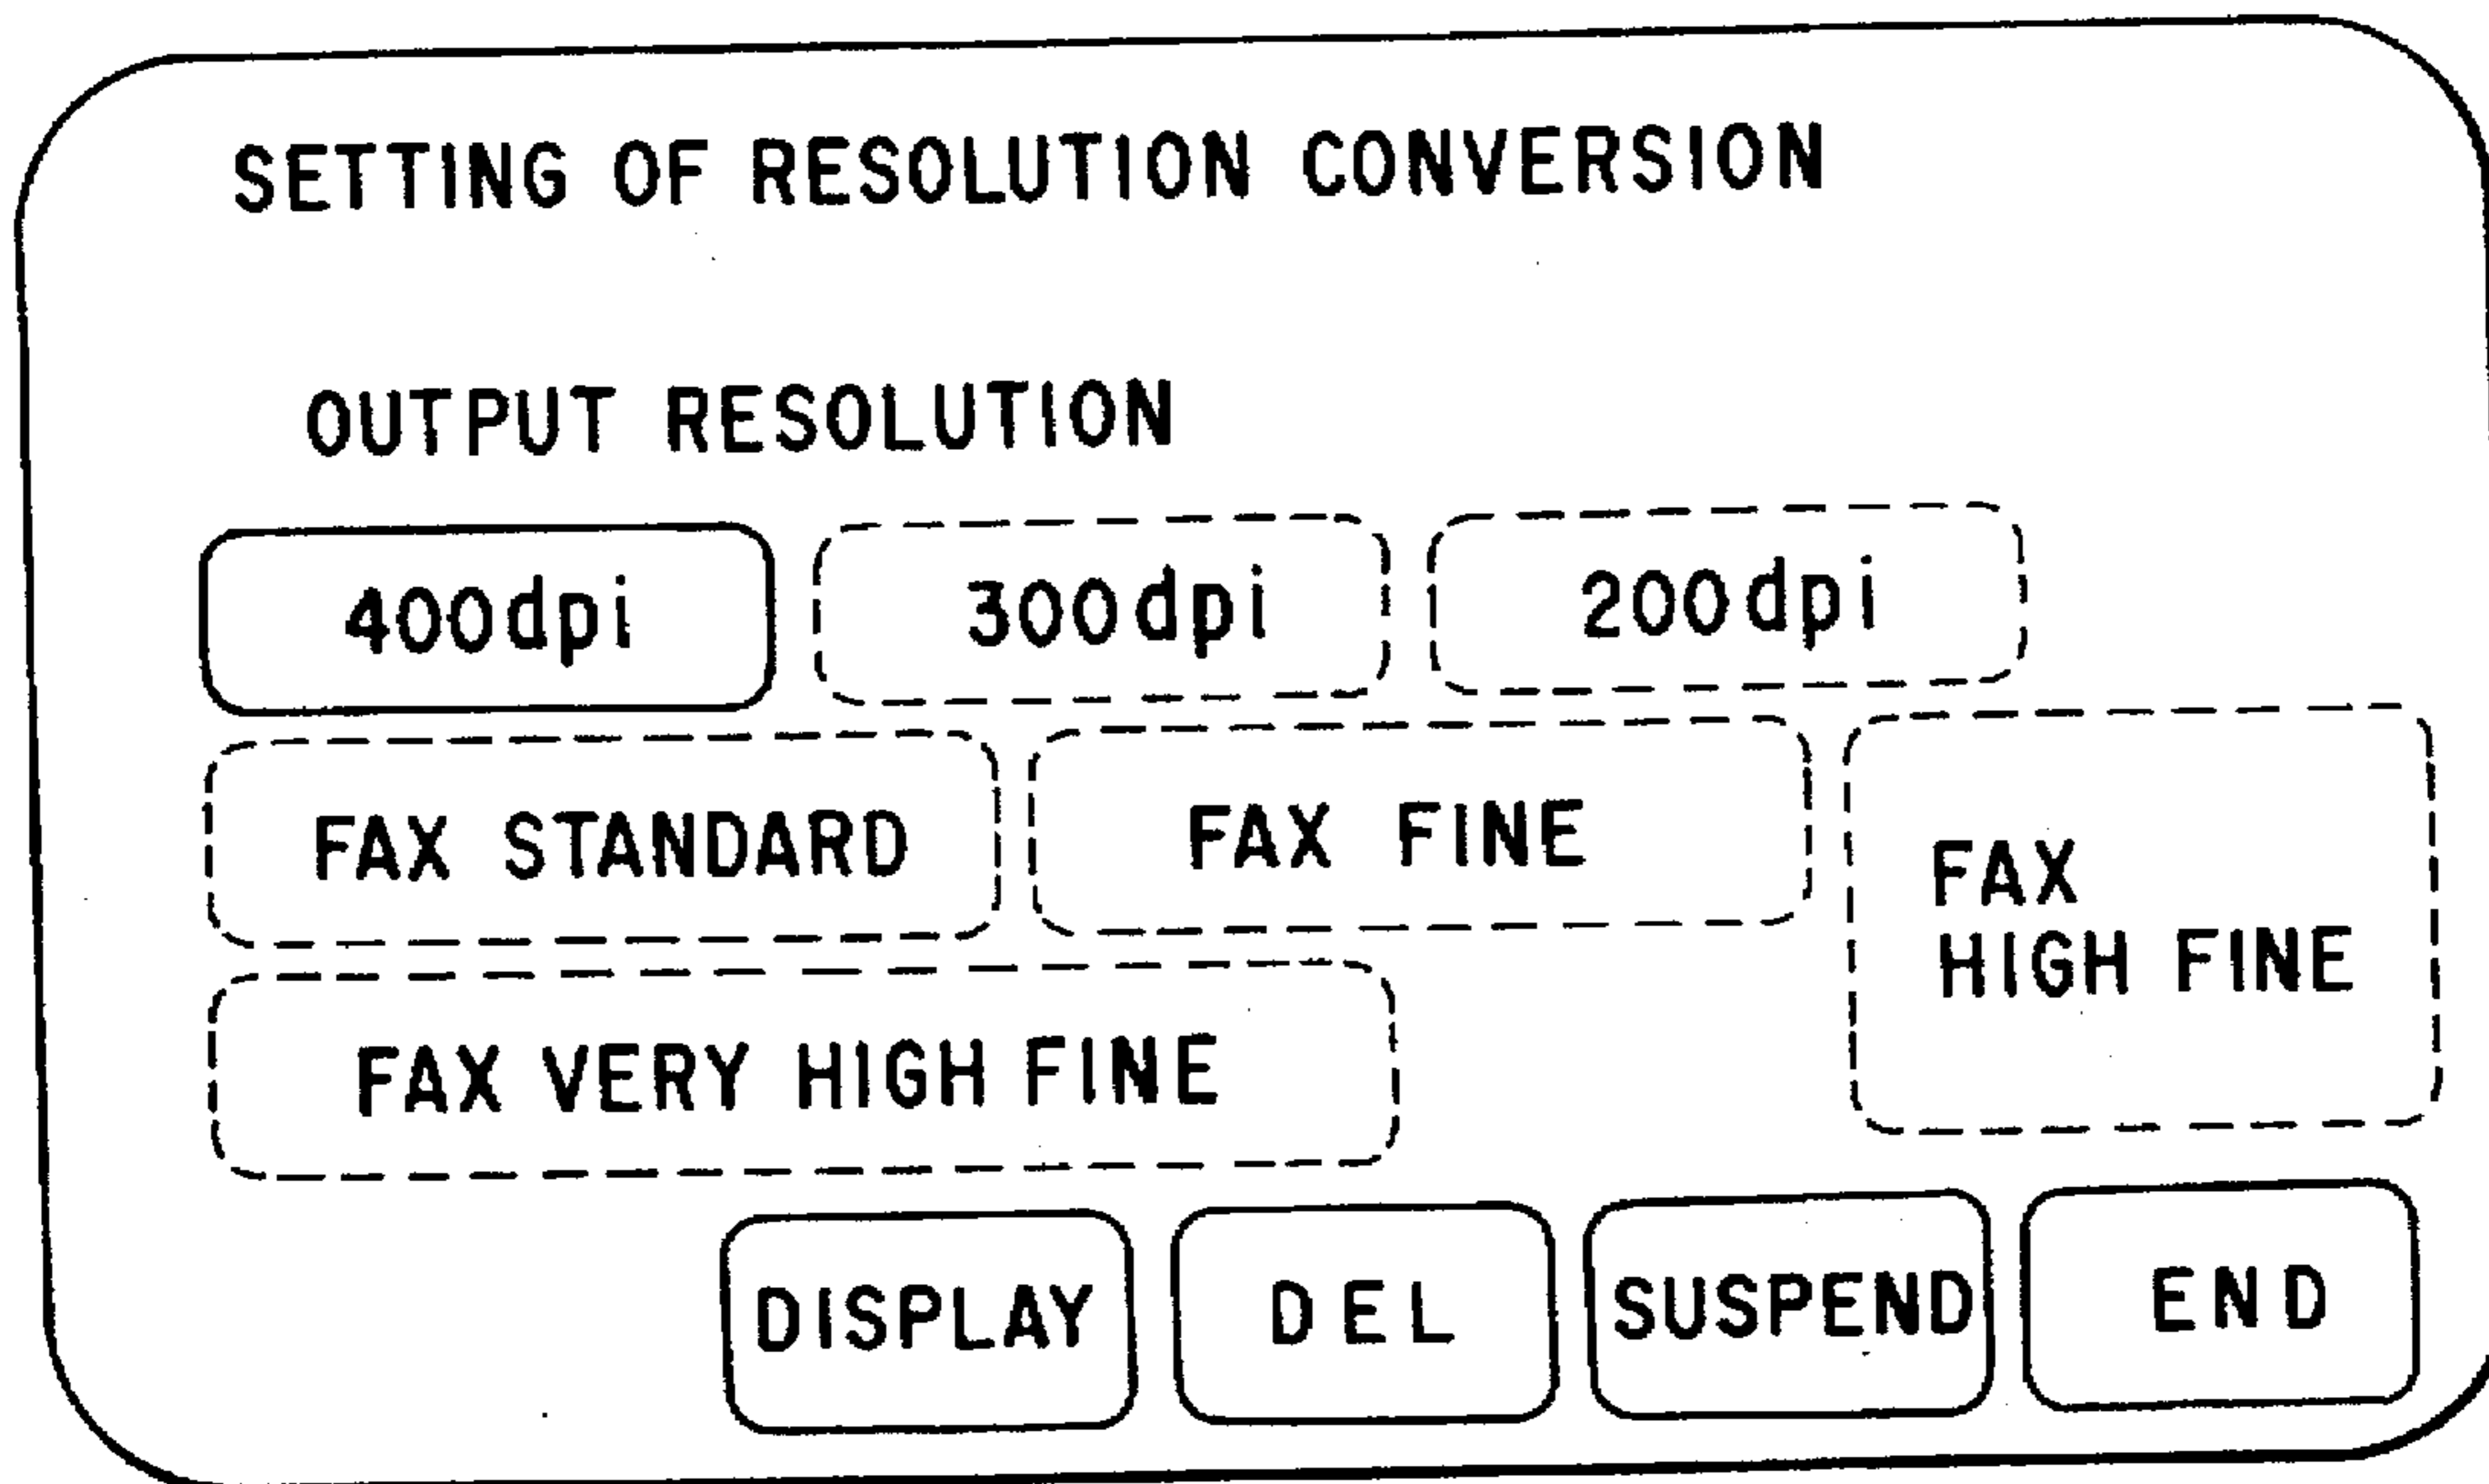 SETTING OF RESOLUTION CONVERSION
OUTPUT RESOLUTION
400dpi 300dpi 200dpi
FAX STANDARD FAX FINE
FAX
HIGH FINE
FAX VERY HIGH FINE
DISPLAY DEL SUSPEND END